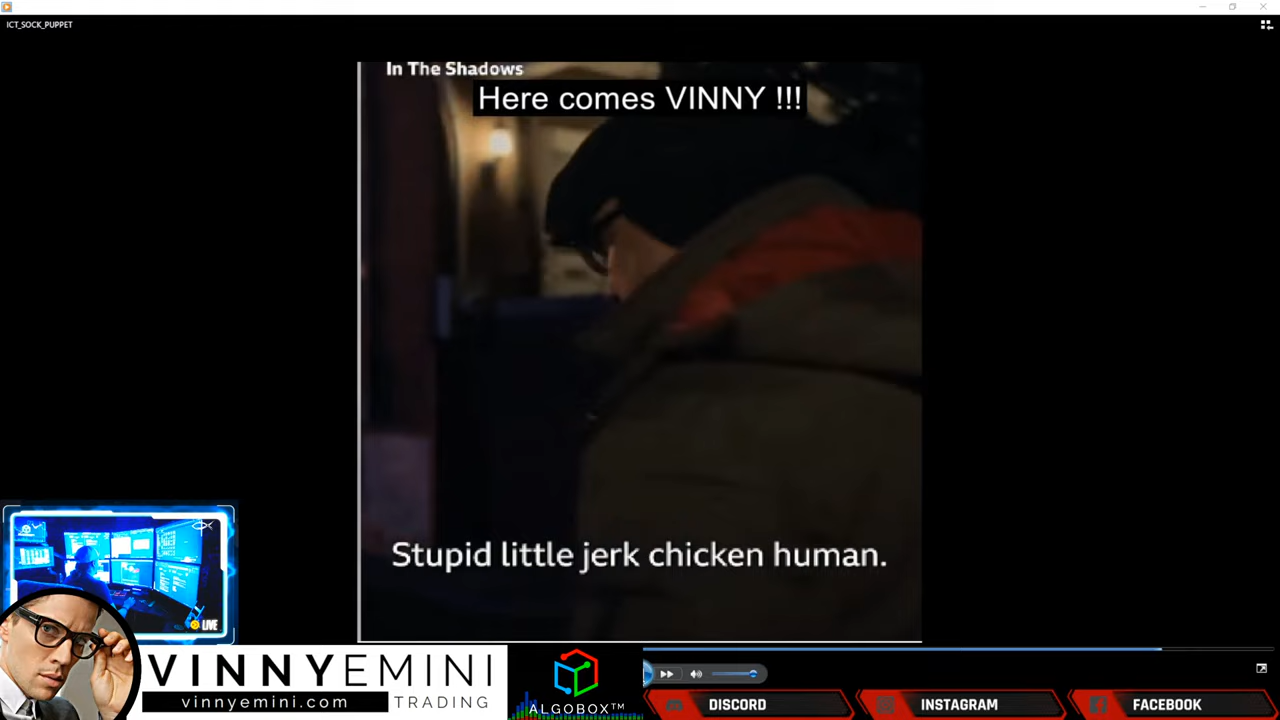 ICT_SOCK_PUPPET
In The Shadows
Here comes VINNY !!!
Stupid little jerk chicken human.
LIVE
VINNYEMINI
vinnyemini.com
TRADING
ALGOBOX™
DISCORD
INSTAGRAM
FACEBOOK